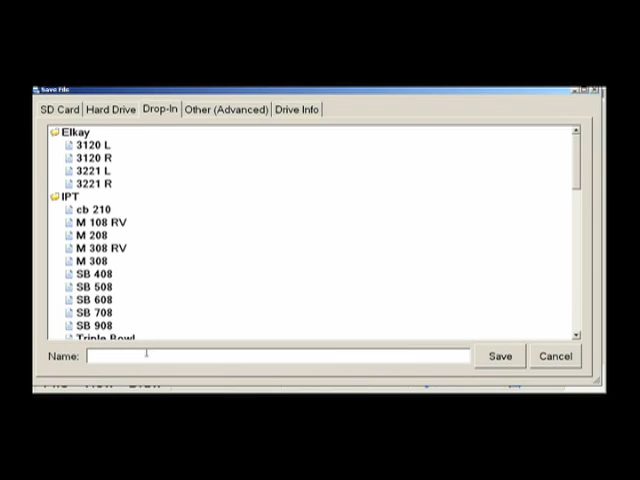 Save File
SD Card Hard Drive Drop-In Other (Advanced) Drive Info
Elkay
3120 L
3120 R
3221 L
3221 R
IPT
cb 210
M 108 RV
M 208
M 308 RV
M 308
SB 408
SB 508
SB 608
SB 708
SB 908
Triple Bowl
Name: Save Cancel